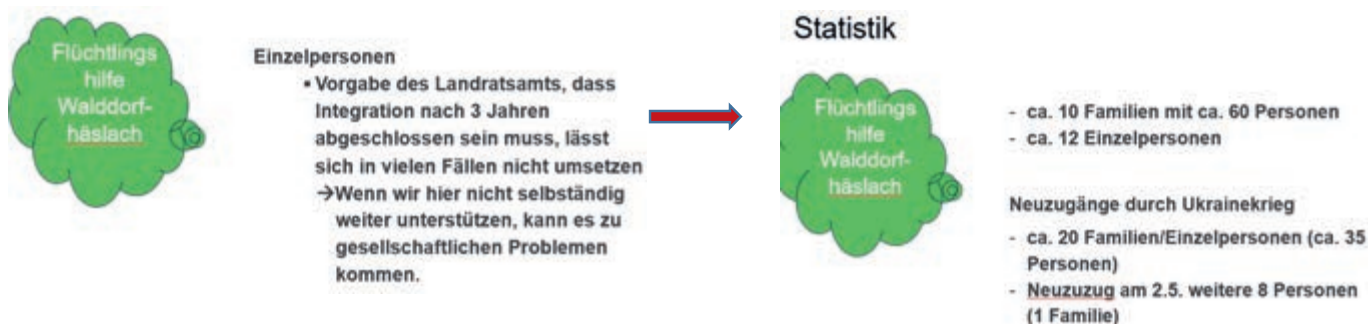 Flüchtlings
hilfe
Walddorf-
häslach
Einzelpersonen
▪ Vorgabe des Landratsamts, dass
Integration nach 3 Jahren
abgeschlossen sein muss, lässt
sich in vielen Fällen nicht umsetzen
→Wenn wir hier nicht selbständig
weiter unterstützen, kann es zu
gesellschaftlichen Problemen
kommen.
Statistik
Flüchtlings
hilfe
Walddorf-
häslach
- ca. 10 Familien mit ca. 60 Personen
- ca. 12 Einzelpersonen
Neuzugänge durch Ukrainekrieg
- ca. 20 Familien/Einzelpersonen (ca. 35
Personen)
- Neuzuzug am 2.5. weitere 8 Personen
(1 Familie)